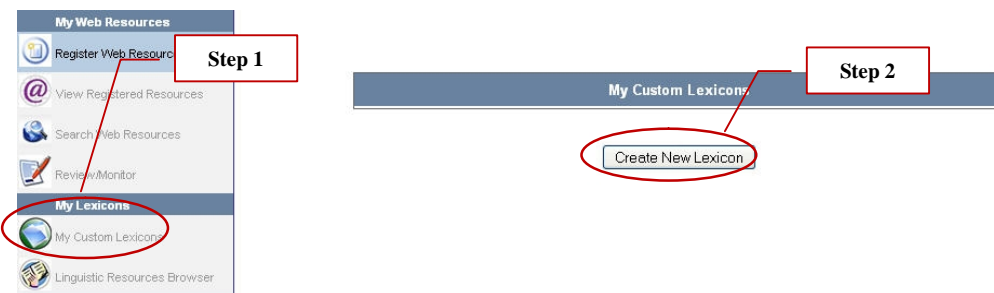 My Web Resources
Register Web Resource
Step 1
View Registered Resources
Search Web Resources
Review/Monitor
My Lexicons
My Custom Lexicons
Linguistic Resources Browser
Step 2
My Custom Lexicons
Create New Lexicon